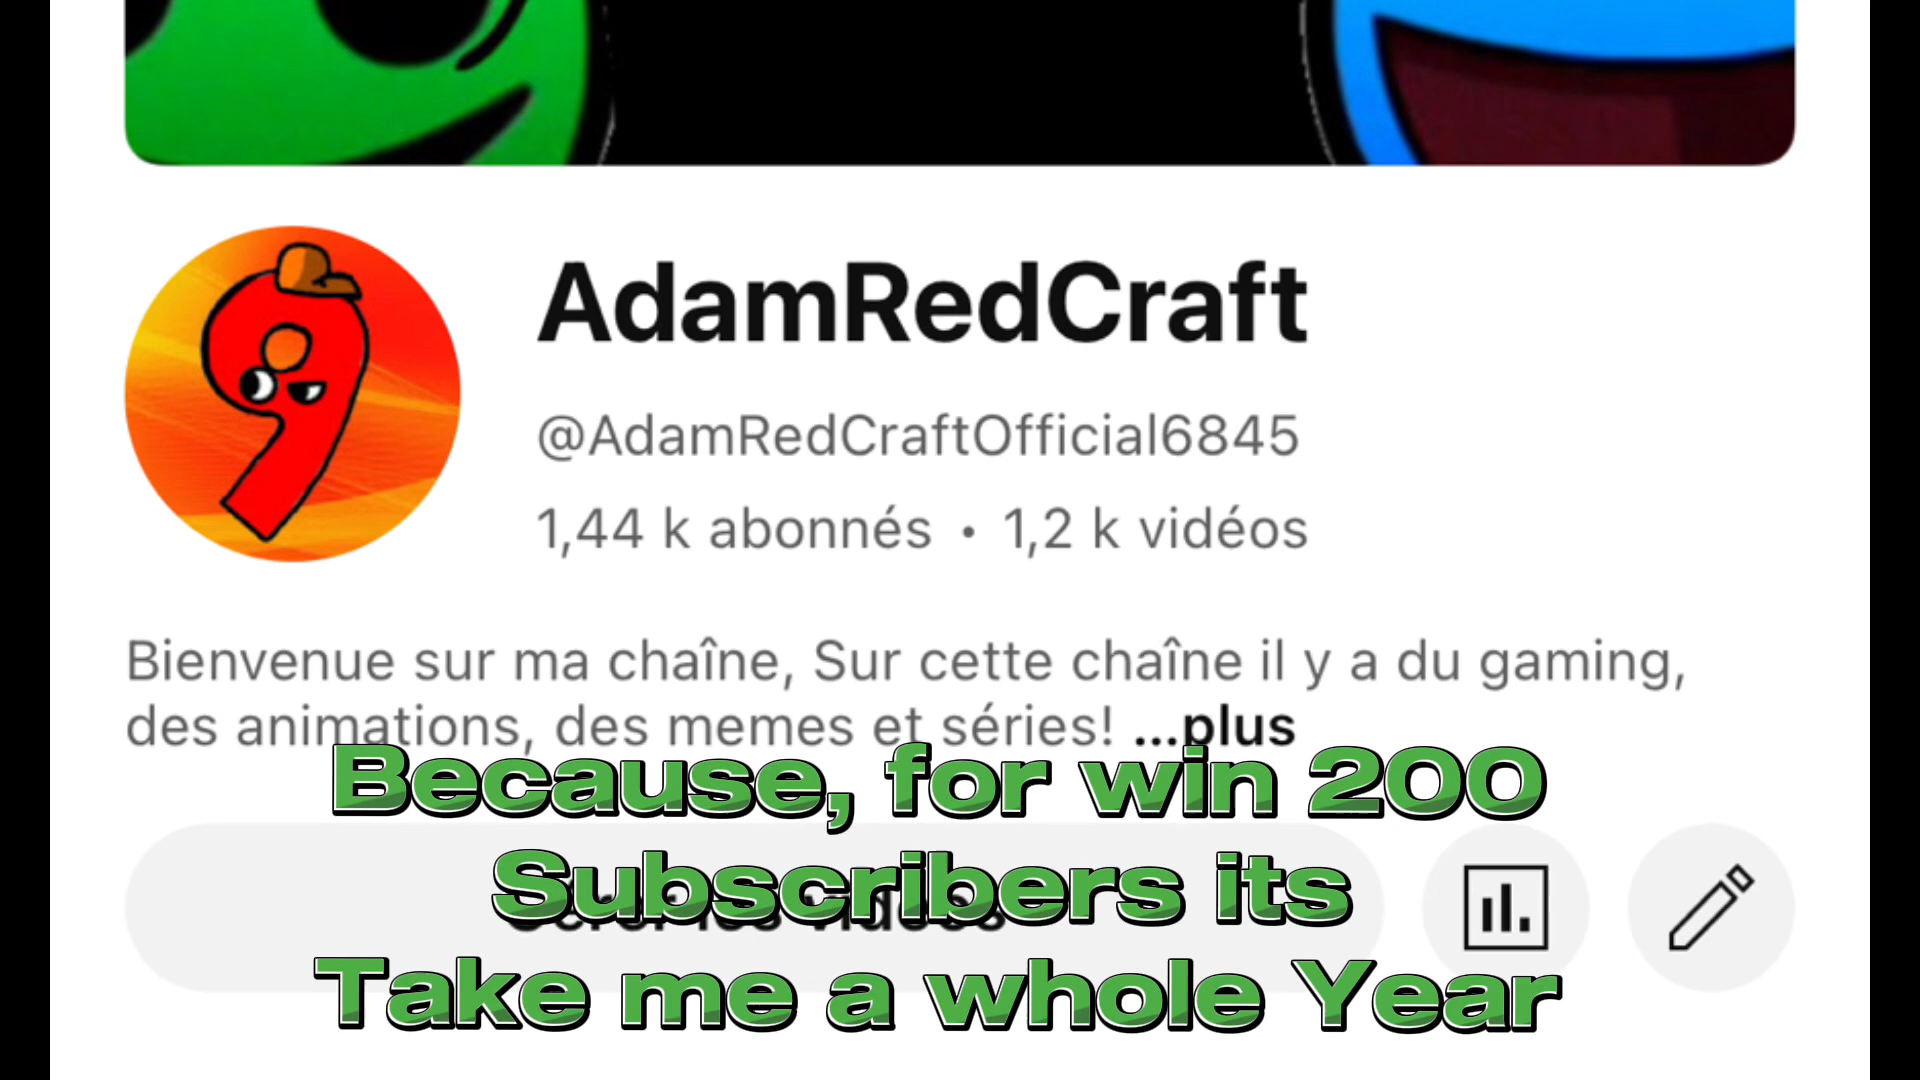 AdamRedCraft
@AdamRedCraftOfficial6845
1,44 k abonnés • 1,2 k vidéos
Bienvenue sur ma chaîne, Sur cette chaîne il y a du gaming,
des animations, des memes et séries! ...plus
Because, for win 200
Subscribers its
Take me a whole Year